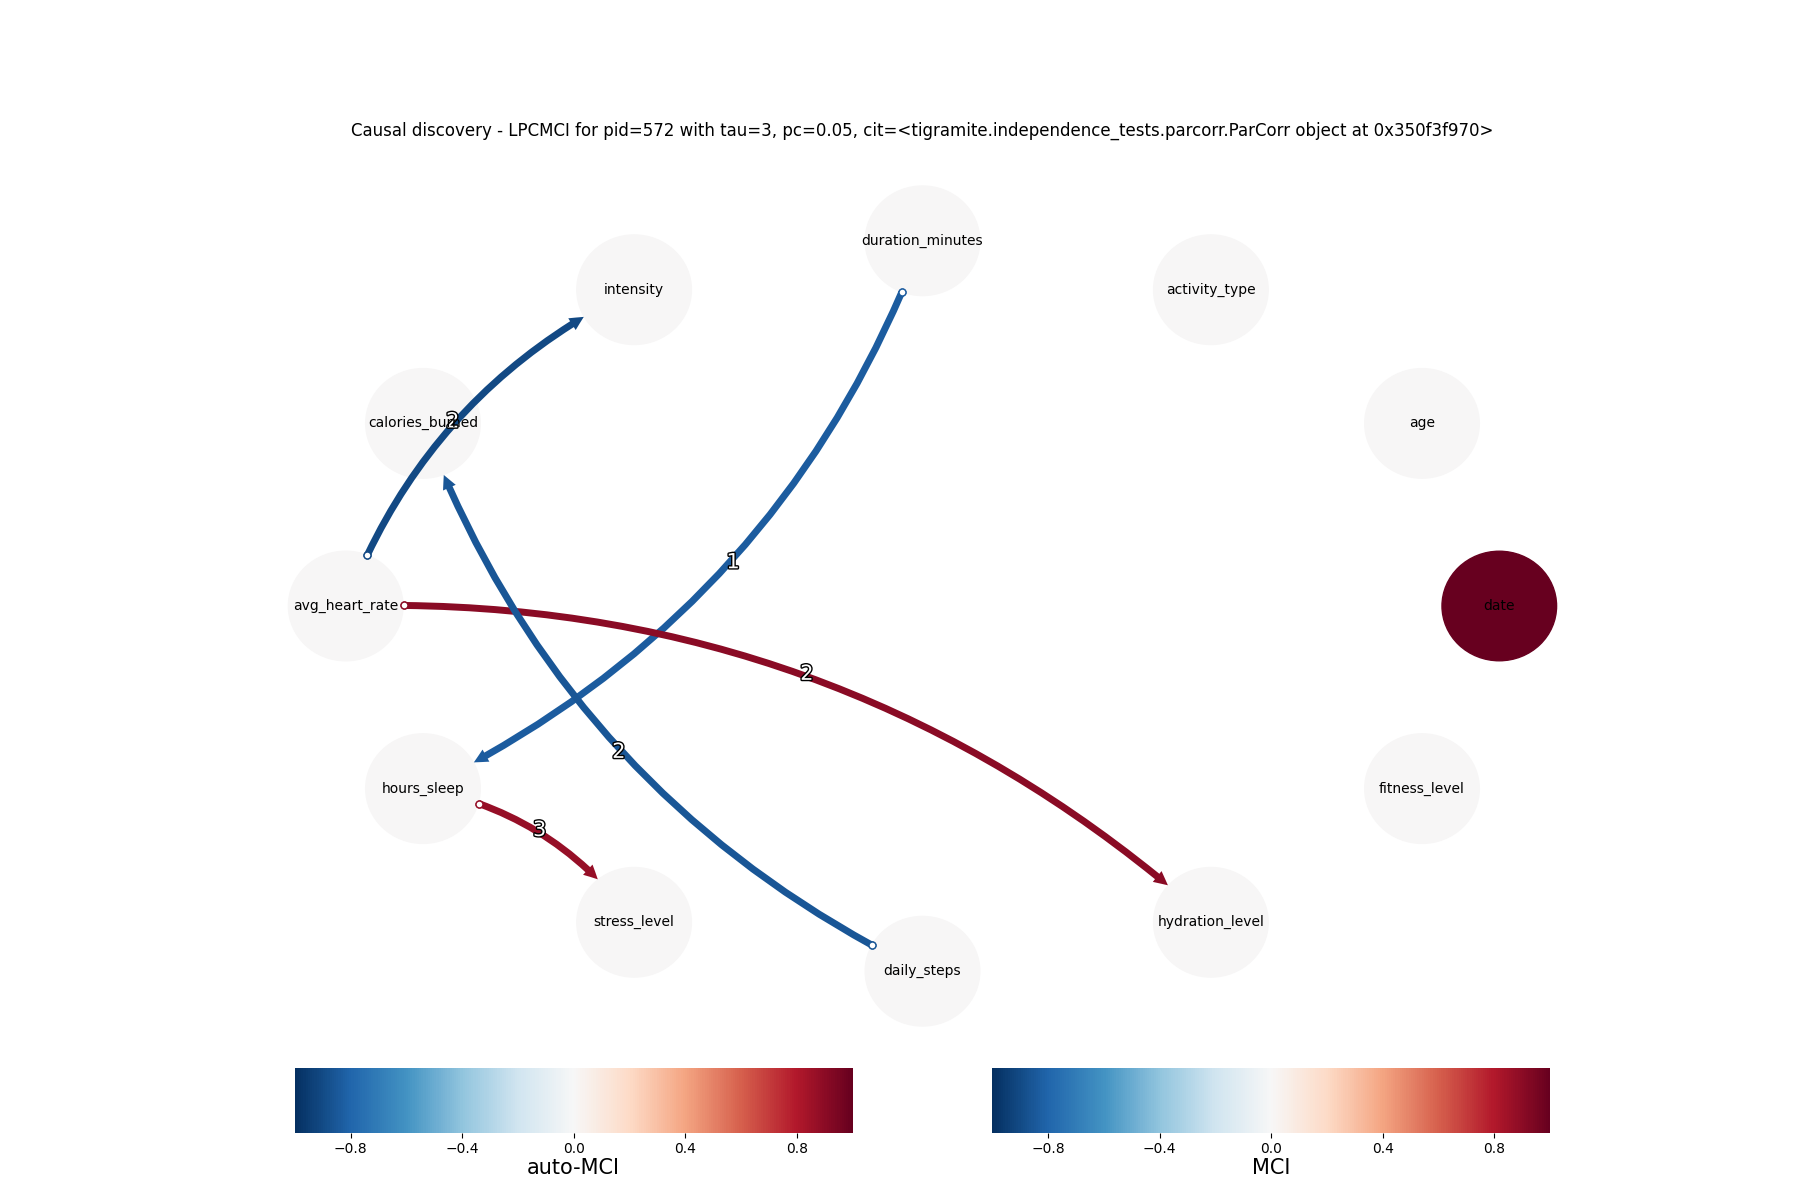 Causal discovery - LPCMCI for pid=572 with tau=3, pc=0.05, cit=<tigramite.independence_tests.parcorr.ParCorr object at 0x350f3f970>
duration_minutes
intensity
activity_type
calories_burned
2
age
1
avg_heart_rate
date
2
2
hours_sleep
fitness_level
3
stress_level
hydration_level
daily_steps
−0.8 −0.4 0.0 0.4 0.8
auto-MCI
−0.8 −0.4 0.0 0.4 0.8
MCI